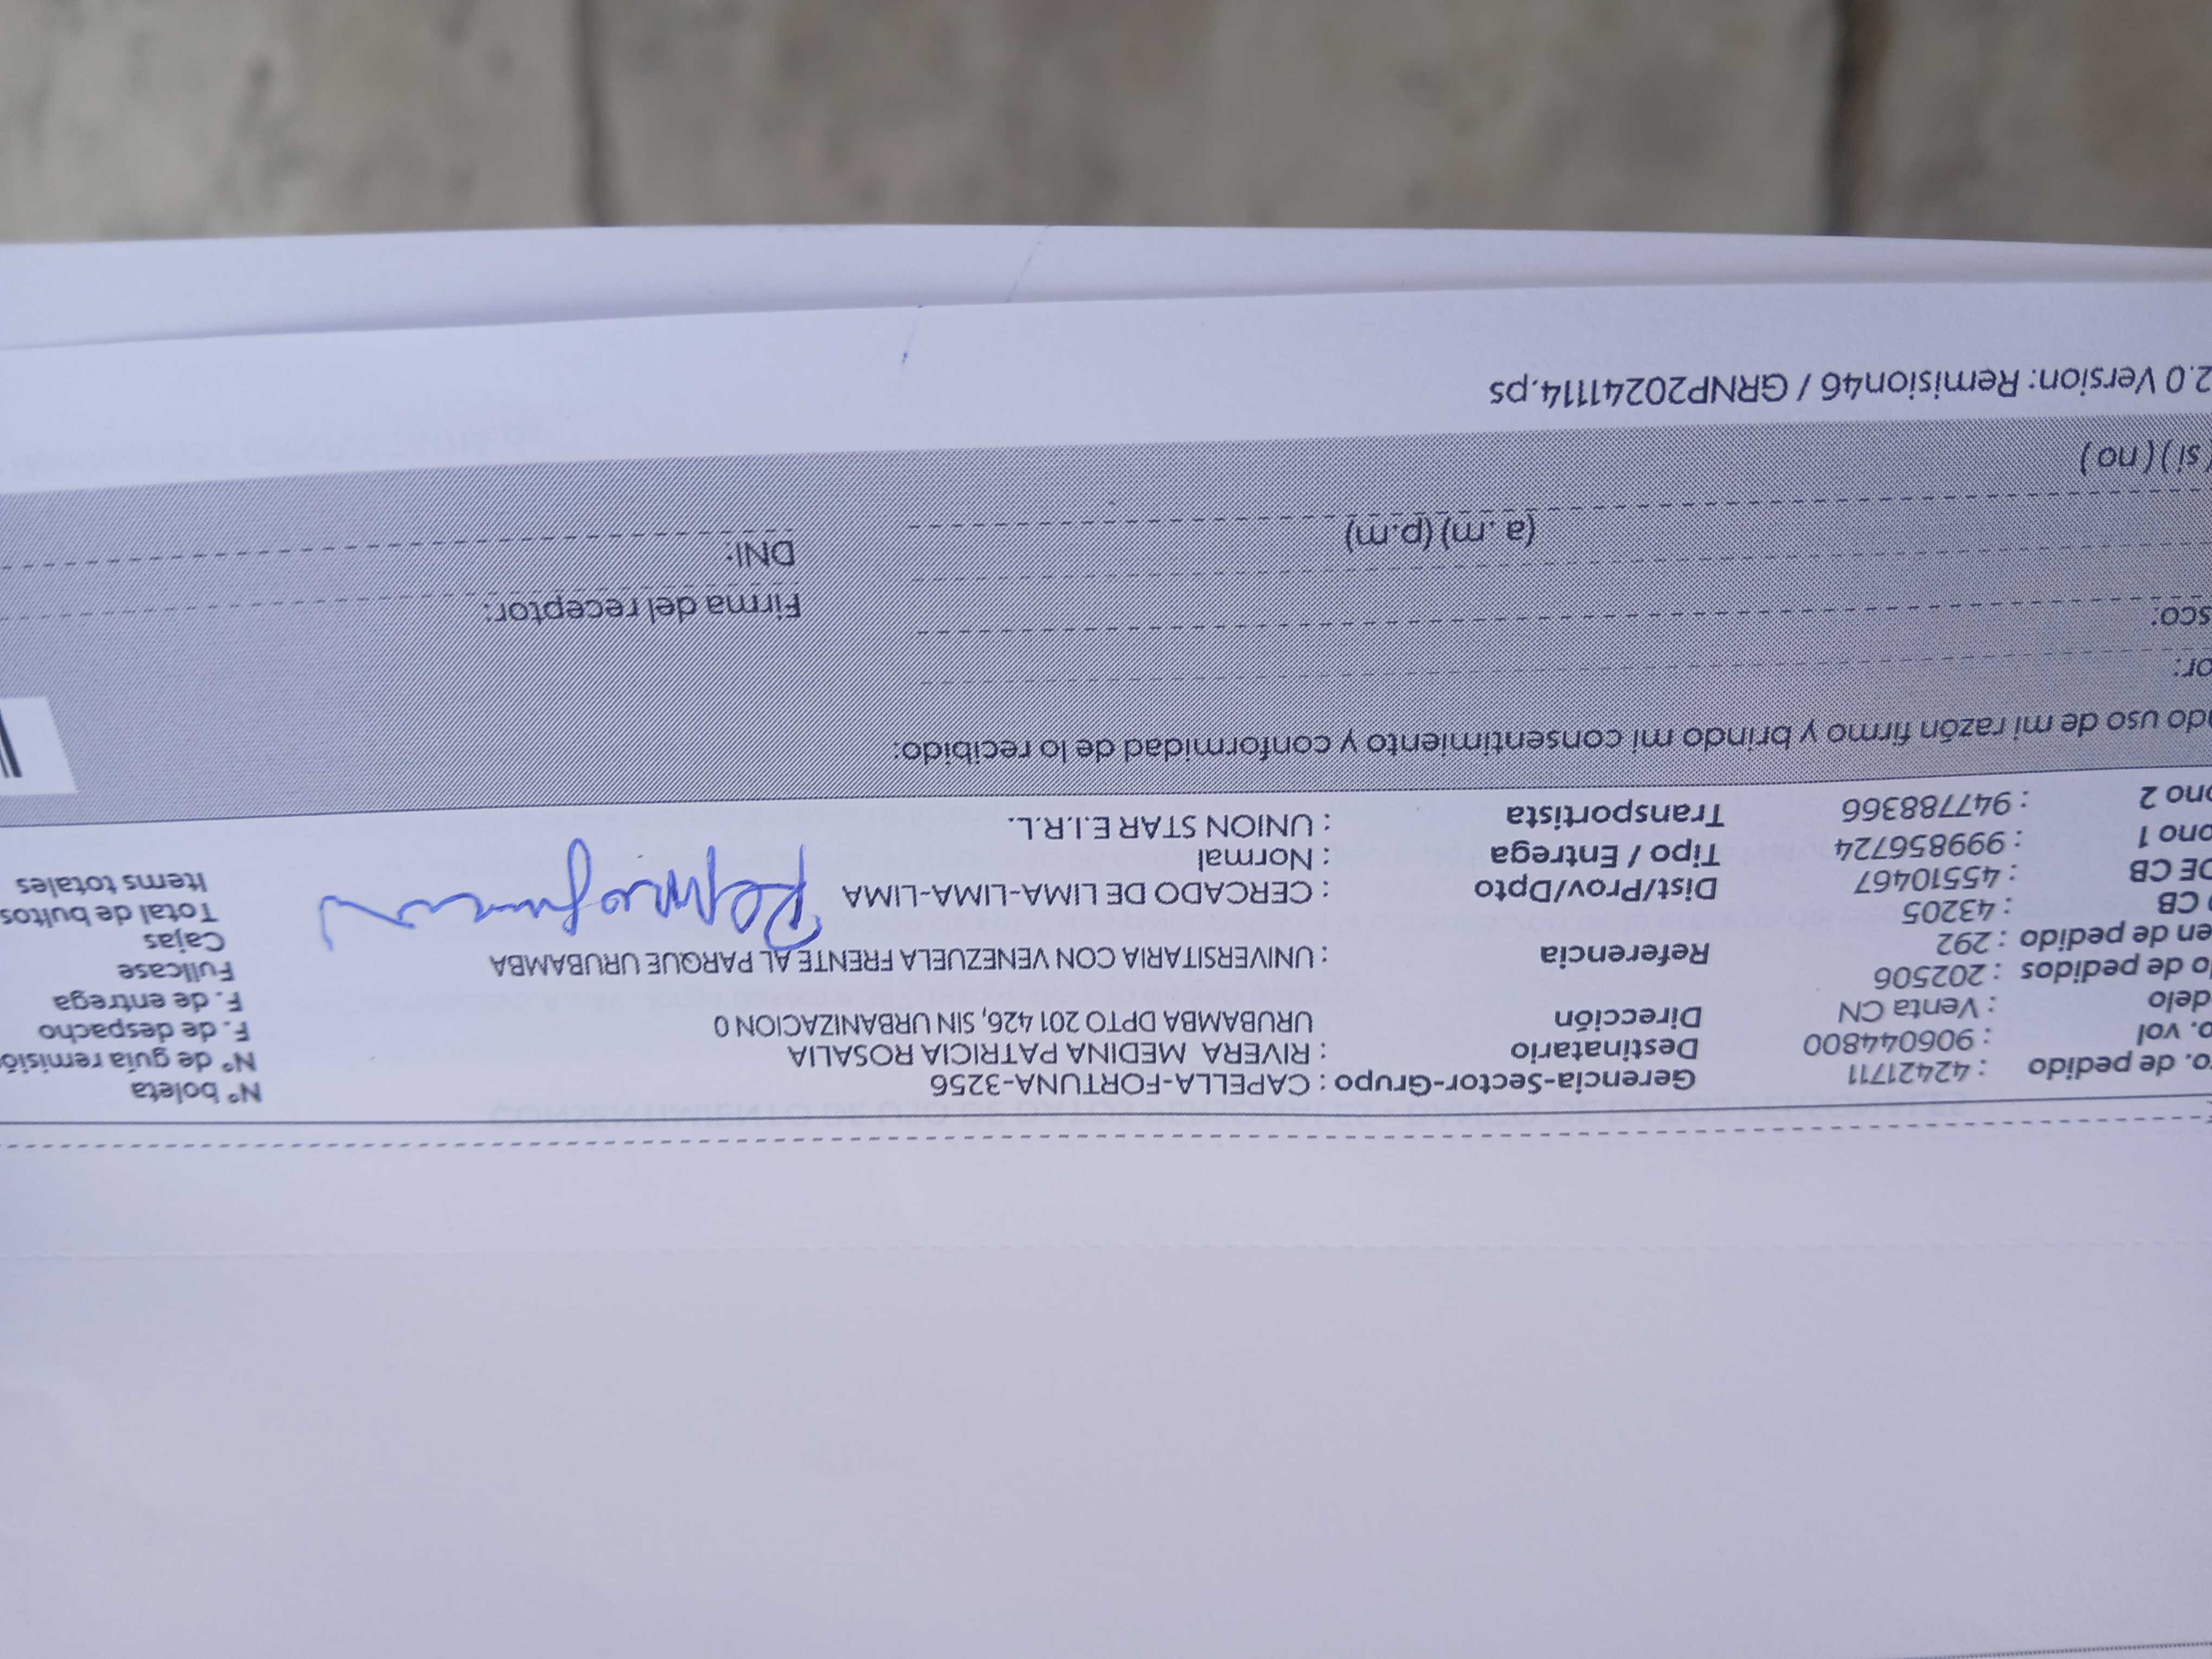 Nº boleta
Nº de guía remisió
F. de despacho
F. de entrega
Fullcase
Cajas
Total de bultos
Items totales
o. de pedido : 42421711
o. vol : 906044800
delo : Venta CN
o de pedidos : 202506
en de pedido : 292
CB : 43205
DE CB : 45510467
ono 1 : 999856724
ono 2 : 947788366
Gerencia-Sector-Grupo : CAPELLA-FORTUNA-3256
Destinatario : RIVERA MEDINA PATRICIA ROSALIA
Dirección URUBAMBA DPTO 201 426, SIN URBANIZACION 0
Referencia : UNIVERSITARIA CON VENEZUELA FRENTE AL PARQUE URUBAMBA
Dist/Prov/Dpto : CERCADO DE LIMA-LIMA-LIMA
Tipo / Entrega : Normal
Transportista : UNION STAR E.I.R.L.
ndo uso de mi razón firmo y brindo mi consentimiento y conformidad de lo recibido:
or:
sco:
(a.m) (p.m)
(si) (no)
Firma del receptor:
DNI:
2.0 Version: Remision46 / GRNP20241114.ps